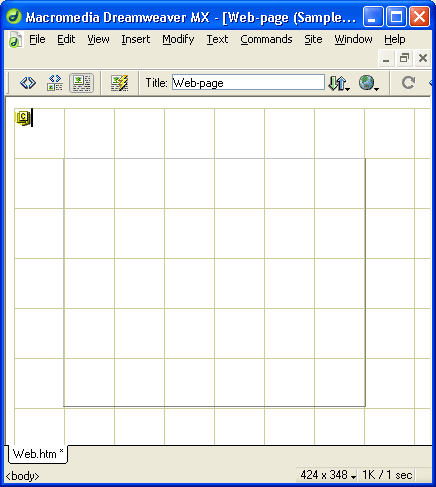 Macromedia Dreamweaver MX - [Web-page (Sample...
File Edit View Insert Modify Text Commands Site Window Help
Title: Web-page
C
Web.htm *
<body> 424 x 348 1K / 1 sec